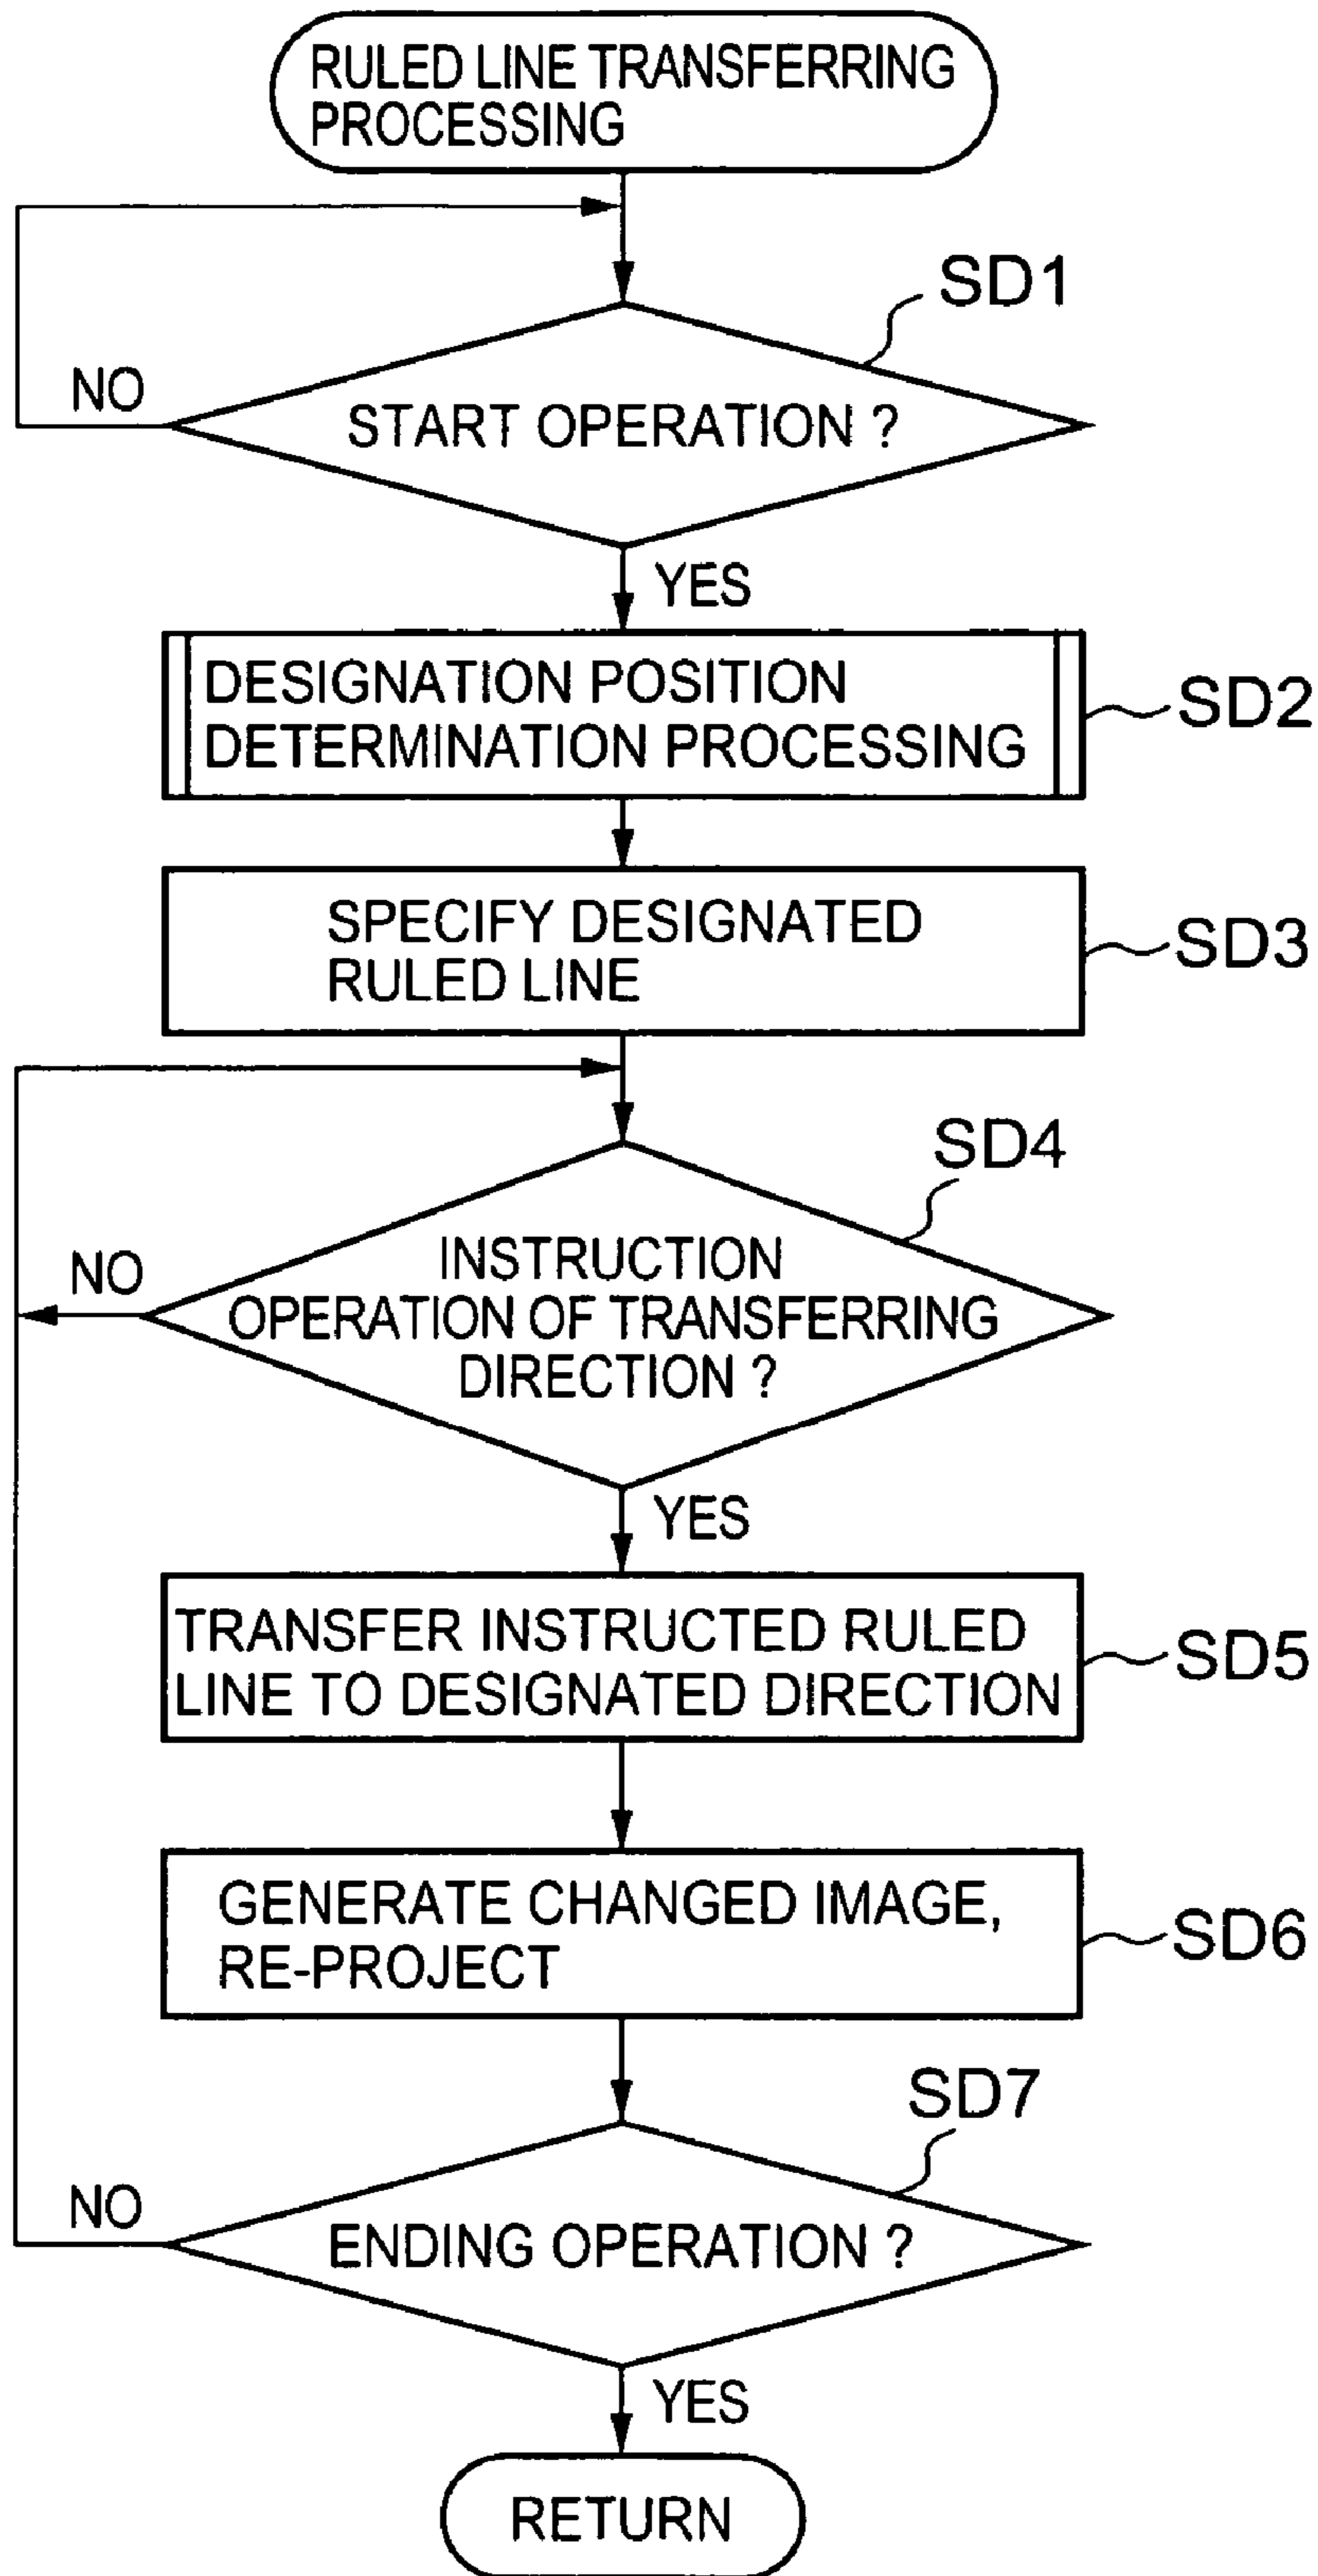 RULED LINE TRANSFERRING
PROCESSING
SD1
NO
START OPERATION ?
YES
DESIGNATION POSITION
DETERMINATION PROCESSING
SD2
SPECIFY DESIGNATED
RULED LINE
SD3
SD4
NO
INSTRUCTION
OPERATION OF TRANSFERRING
DIRECTION ?
YES
TRANSFER INSTRUCTED RULED
LINE TO DESIGNATED DIRECTION
SD5
GENERATE CHANGED IMAGE,
RE-PROJECT
SD6
SD7
NO
ENDING OPERATION ?
YES
RETURN